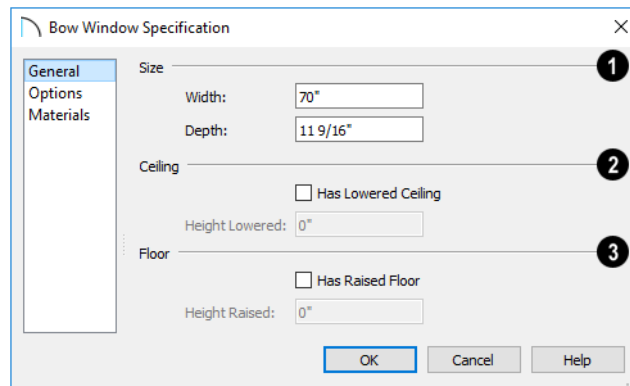 Bow Window Specification
General
Options
Materials
Size
1
Width:
70"
Depth:
11 9/16"
Ceiling
2
Has Lowered Ceiling
Height Lowered:
0"
Floor
3
Has Raised Floor
Height Raised:
0"
OK
Cancel
Help